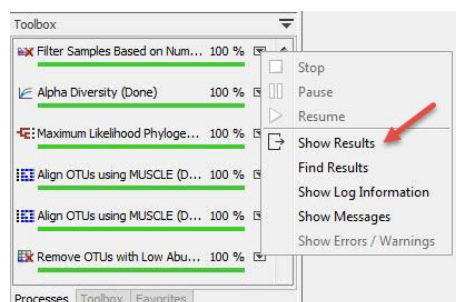 Toolbox
Filter Samples Based on Num... 100 %
Alpha Diversity (Done) 100 %
Maximum Likelihood Phyloge... 100 %
Align OTUs using MUSCLE (D... 100 %
Align OTUs using MUSCLE (D... 100 %
Remove OTUs with Low Abu... 100 %
Processes Toolbox Favorites
Stop
Pause
Resume
Show Results
Find Results
Show Log Information
Show Messages
Show Errors / Warnings